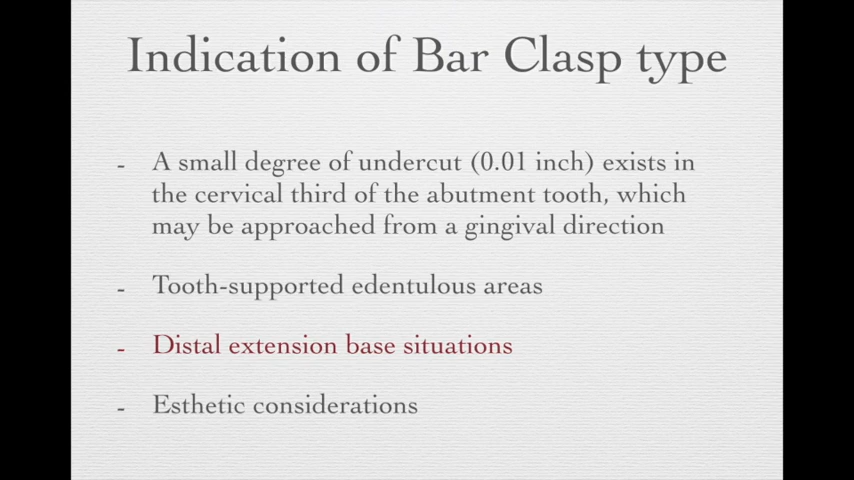 Indication of Bar Clasp type
- A small degree of undercut (0.01 inch) exists in
the cervical third of the abutment tooth, which
may be approached from a gingival direction
- Tooth-supported edentulous areas
- Distal extension base situations
- Esthetic considerations